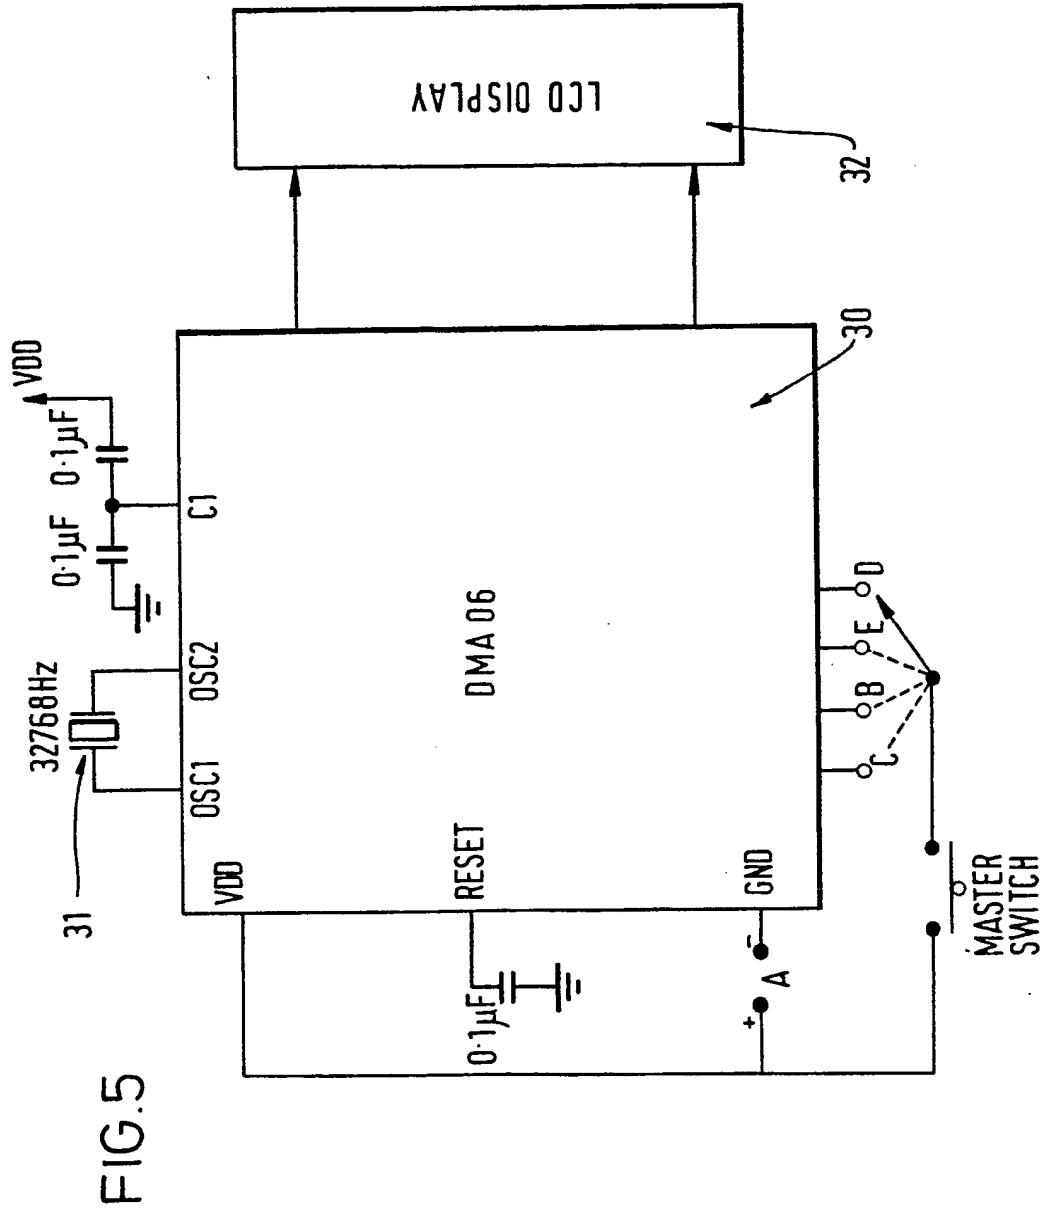 FIG.5
31
32768Hz
0·1µF
0·1µF
VDD
VDD
OSC1
OSC2
C1
RESET
0·1µF
DMA 06
LCD DISPLAY
GND
+
-
A
C
B
E
D
30
32
MASTER
SWITCH